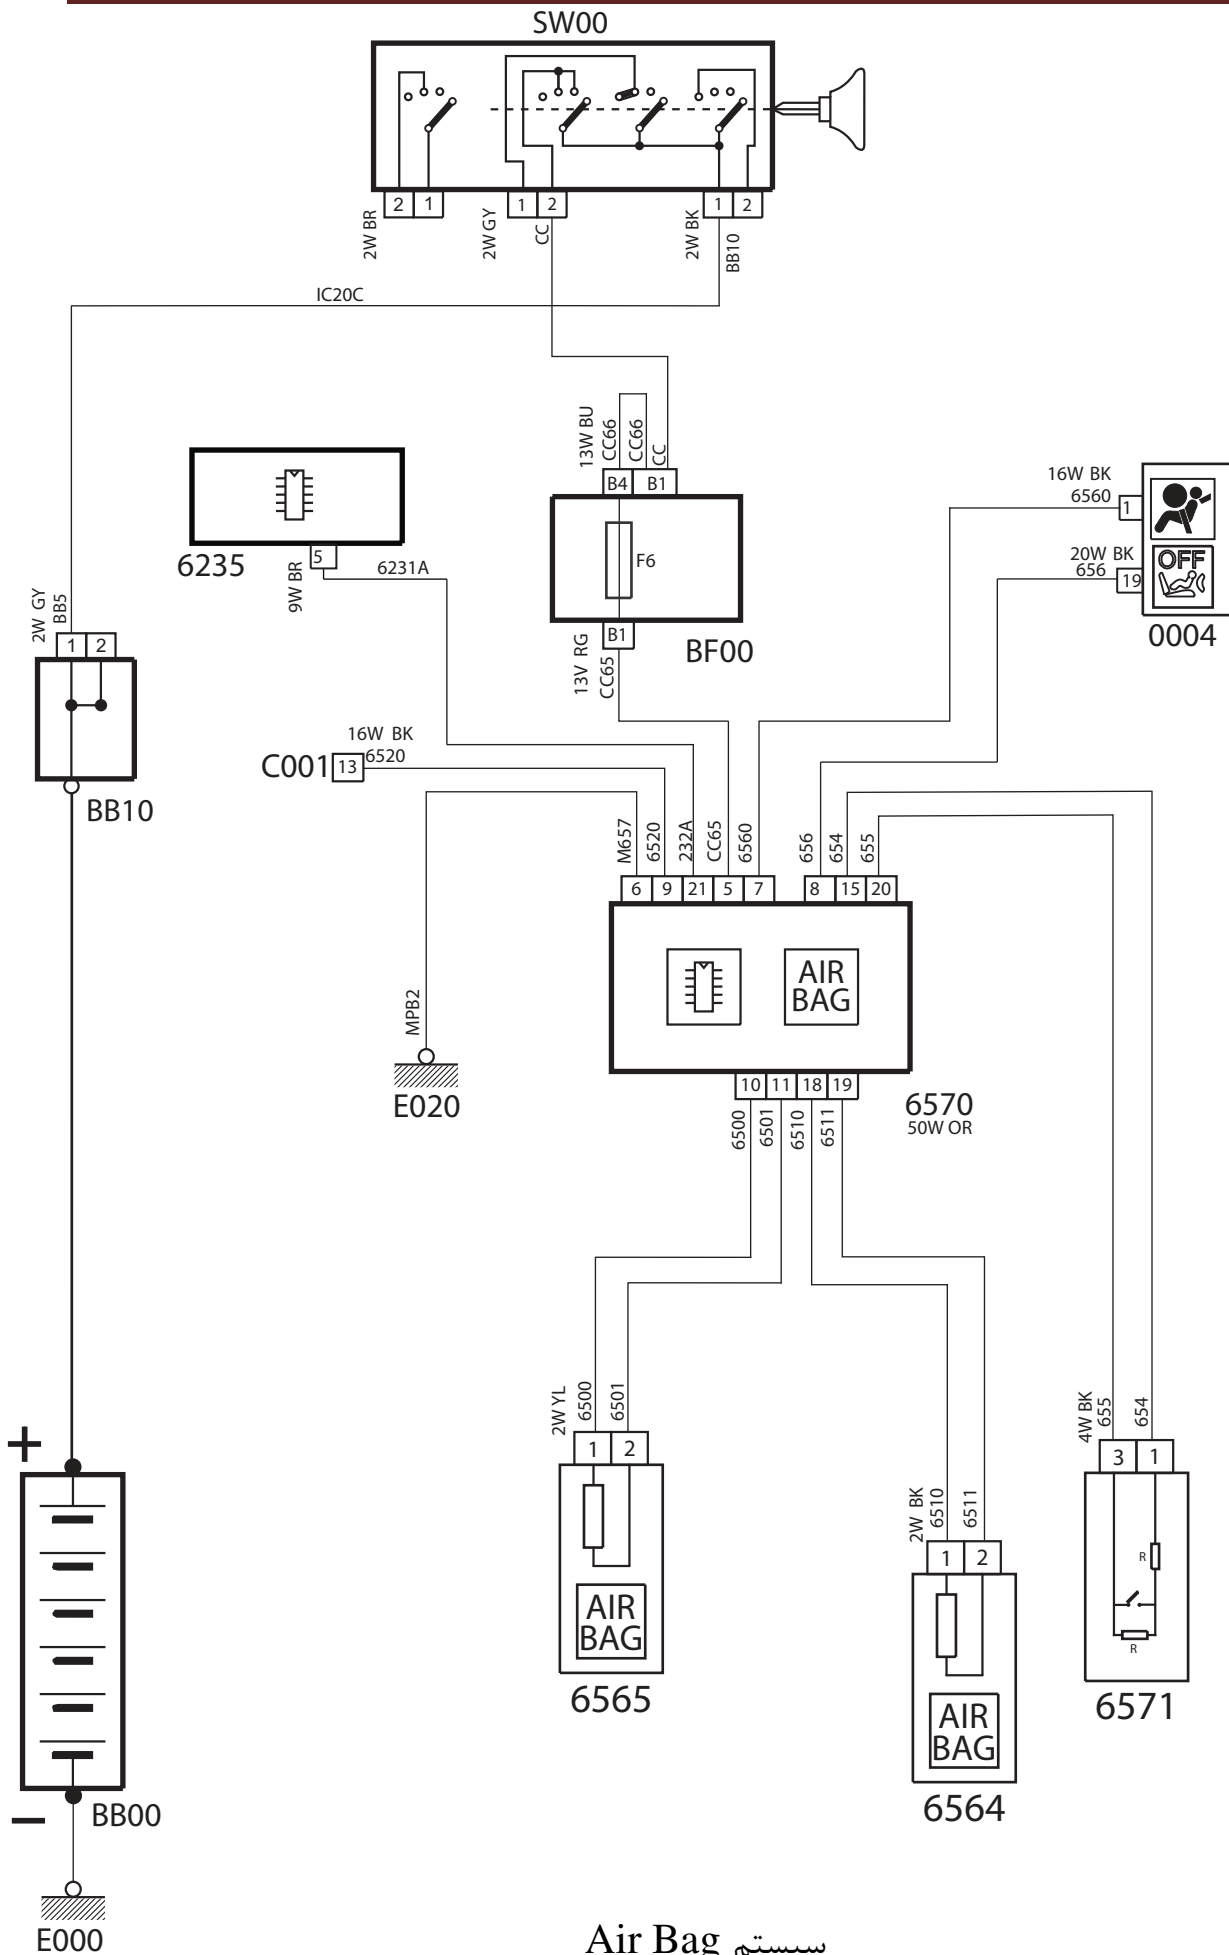 SW00
2 1
1 2
1 2
2W BR
2W GY
CC
2W BK
BB10
IC20C
13W BU
CC66
CC66
CC
B4 B1
F6
B1
BF00
13V RG
CC65
6235
5
9W BR
6231A
16W BK
6560
1
20W BK
656
19
OFF
0004
2W GY
BB5
1 2
BB10
C001
13
16W BK
6520
M657
6520
232A
CC65
6560
656
654
655
6 9 21 5 7 8 15 20
AIR
BAG
MPB2
E020
10 11 18 19
6570
50W OR
6500
6501
6510
6511
2W YL
6500
6501
1 2
AIR
BAG
6565
2W BK
6510
6511
1 2
AIR
BAG
6564
4W BK
655
654
3 1
R
R
6571
+
−
BB00
E000
سیستم Air Bag